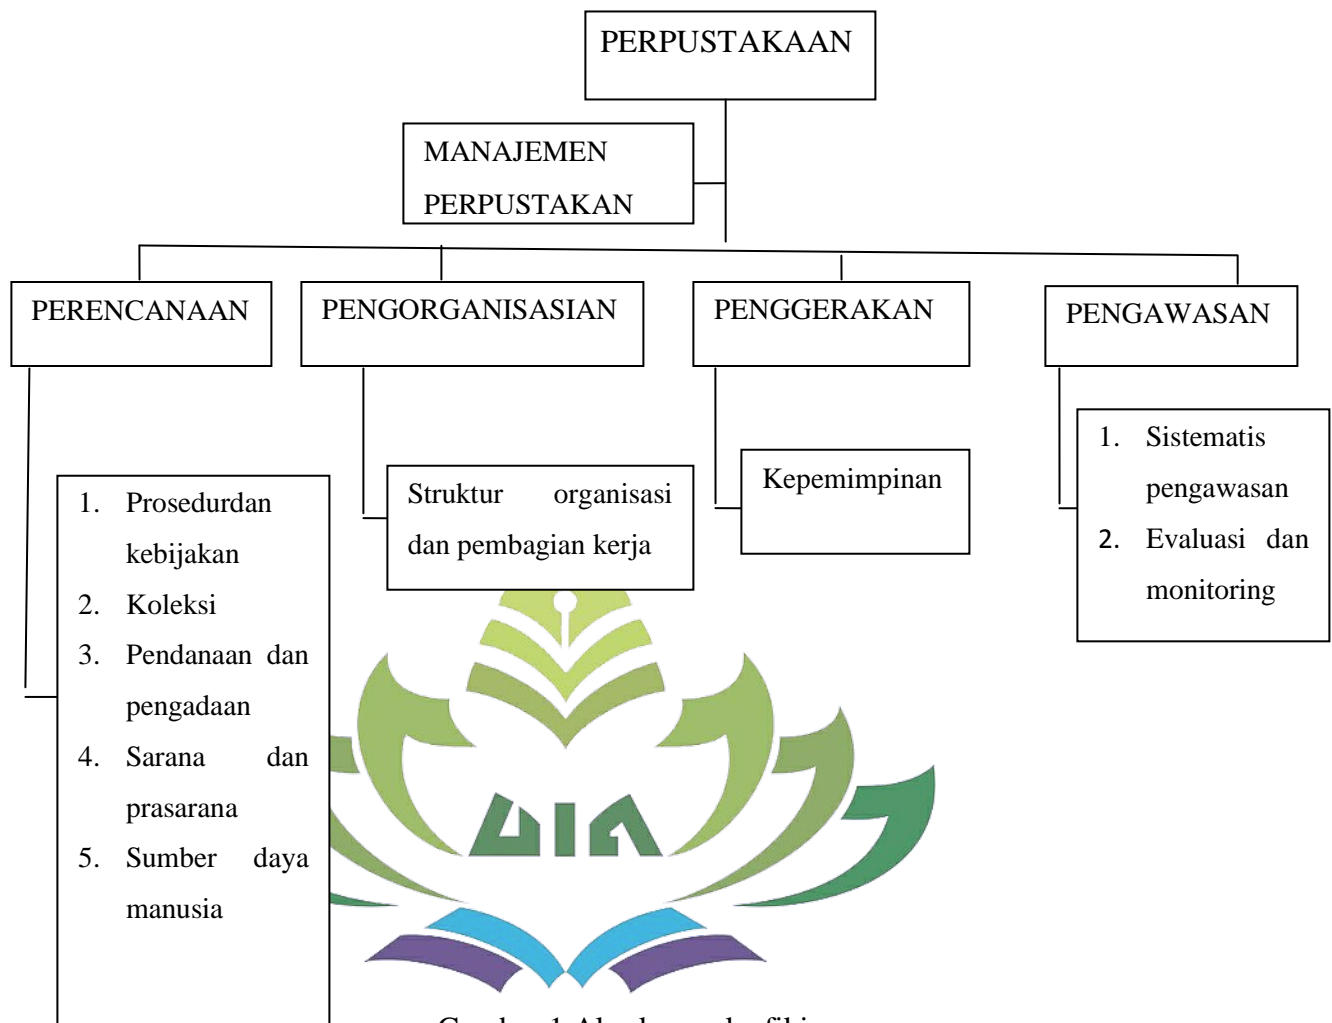 PERPUSTAKAAN
MANAJEMEN
PERPUSTAKAN
PERENCANAAN
PENGORGANISASIAN
PENGGERAKAN
PENGAWASAN
1. Prosedurdan
kebijakan
2. Koleksi
3. Pendanaan dan
pengadaan
4. Sarana dan
prasarana
5. Sumber daya
manusia
Struktur organisasi
dan pembagian kerja
Kepemimpinan
1. Sistematis
pengawasan
2. Evaluasi dan
monitoring
UIN